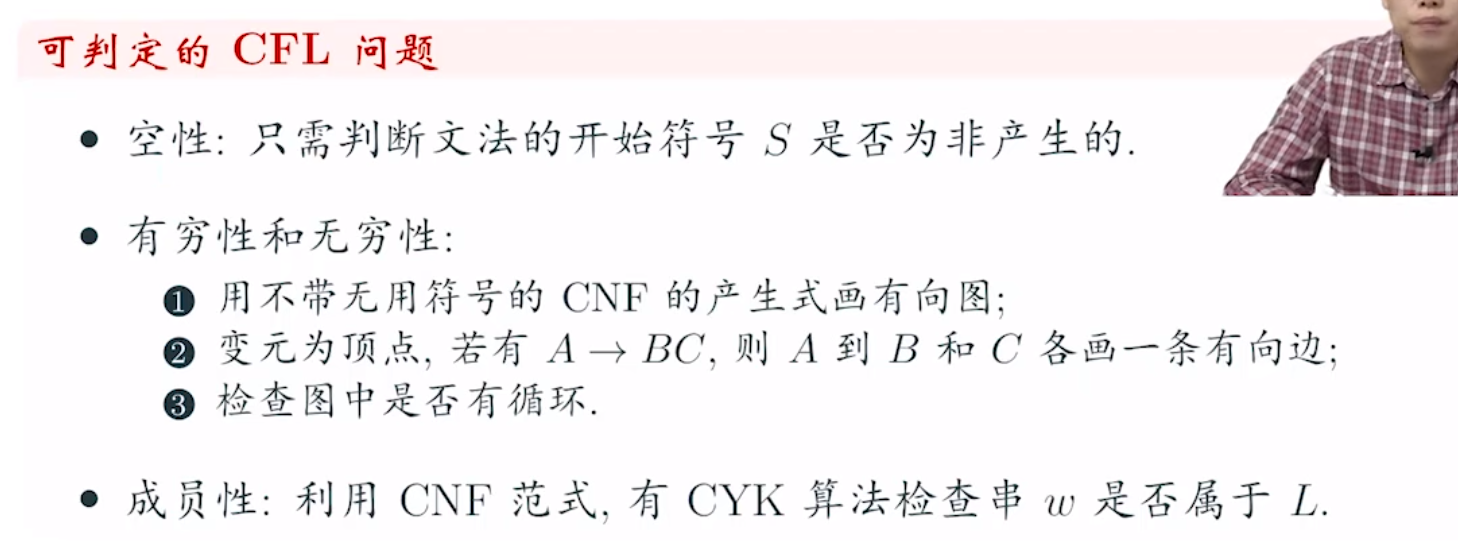 可判定的 CFL 问题
• 空性: 只需判断文法的开始符号 S 是否为非产生的.
• 有穷性和无穷性:
❶ 用不带无用符号的 CNF 的产生式画有向图;
❷ 变元为顶点, 若有 A → BC, 则 A 到 B 和 C 各画一条有向边;
❸ 检查图中是否有循环.
• 成员性: 利用 CNF 范式, 有 CYK 算法检查串 w 是否属于 L.